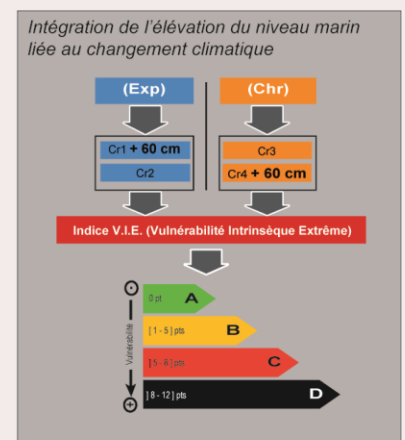 Intégration de l'élévation du niveau marin
liée au changement climatique
(Exp) (Chr)
Cr1 + 60 cm Cr3
Cr2 Cr4 + 60 cm
Indice V.I.E. (Vulnérabilité Intrinsèque Extrême)
0 pt A
] 1 - 5 ] pts B
] 5 - 8 ] pts C
] 8 - 12 ] pts D
Vulnérabilité